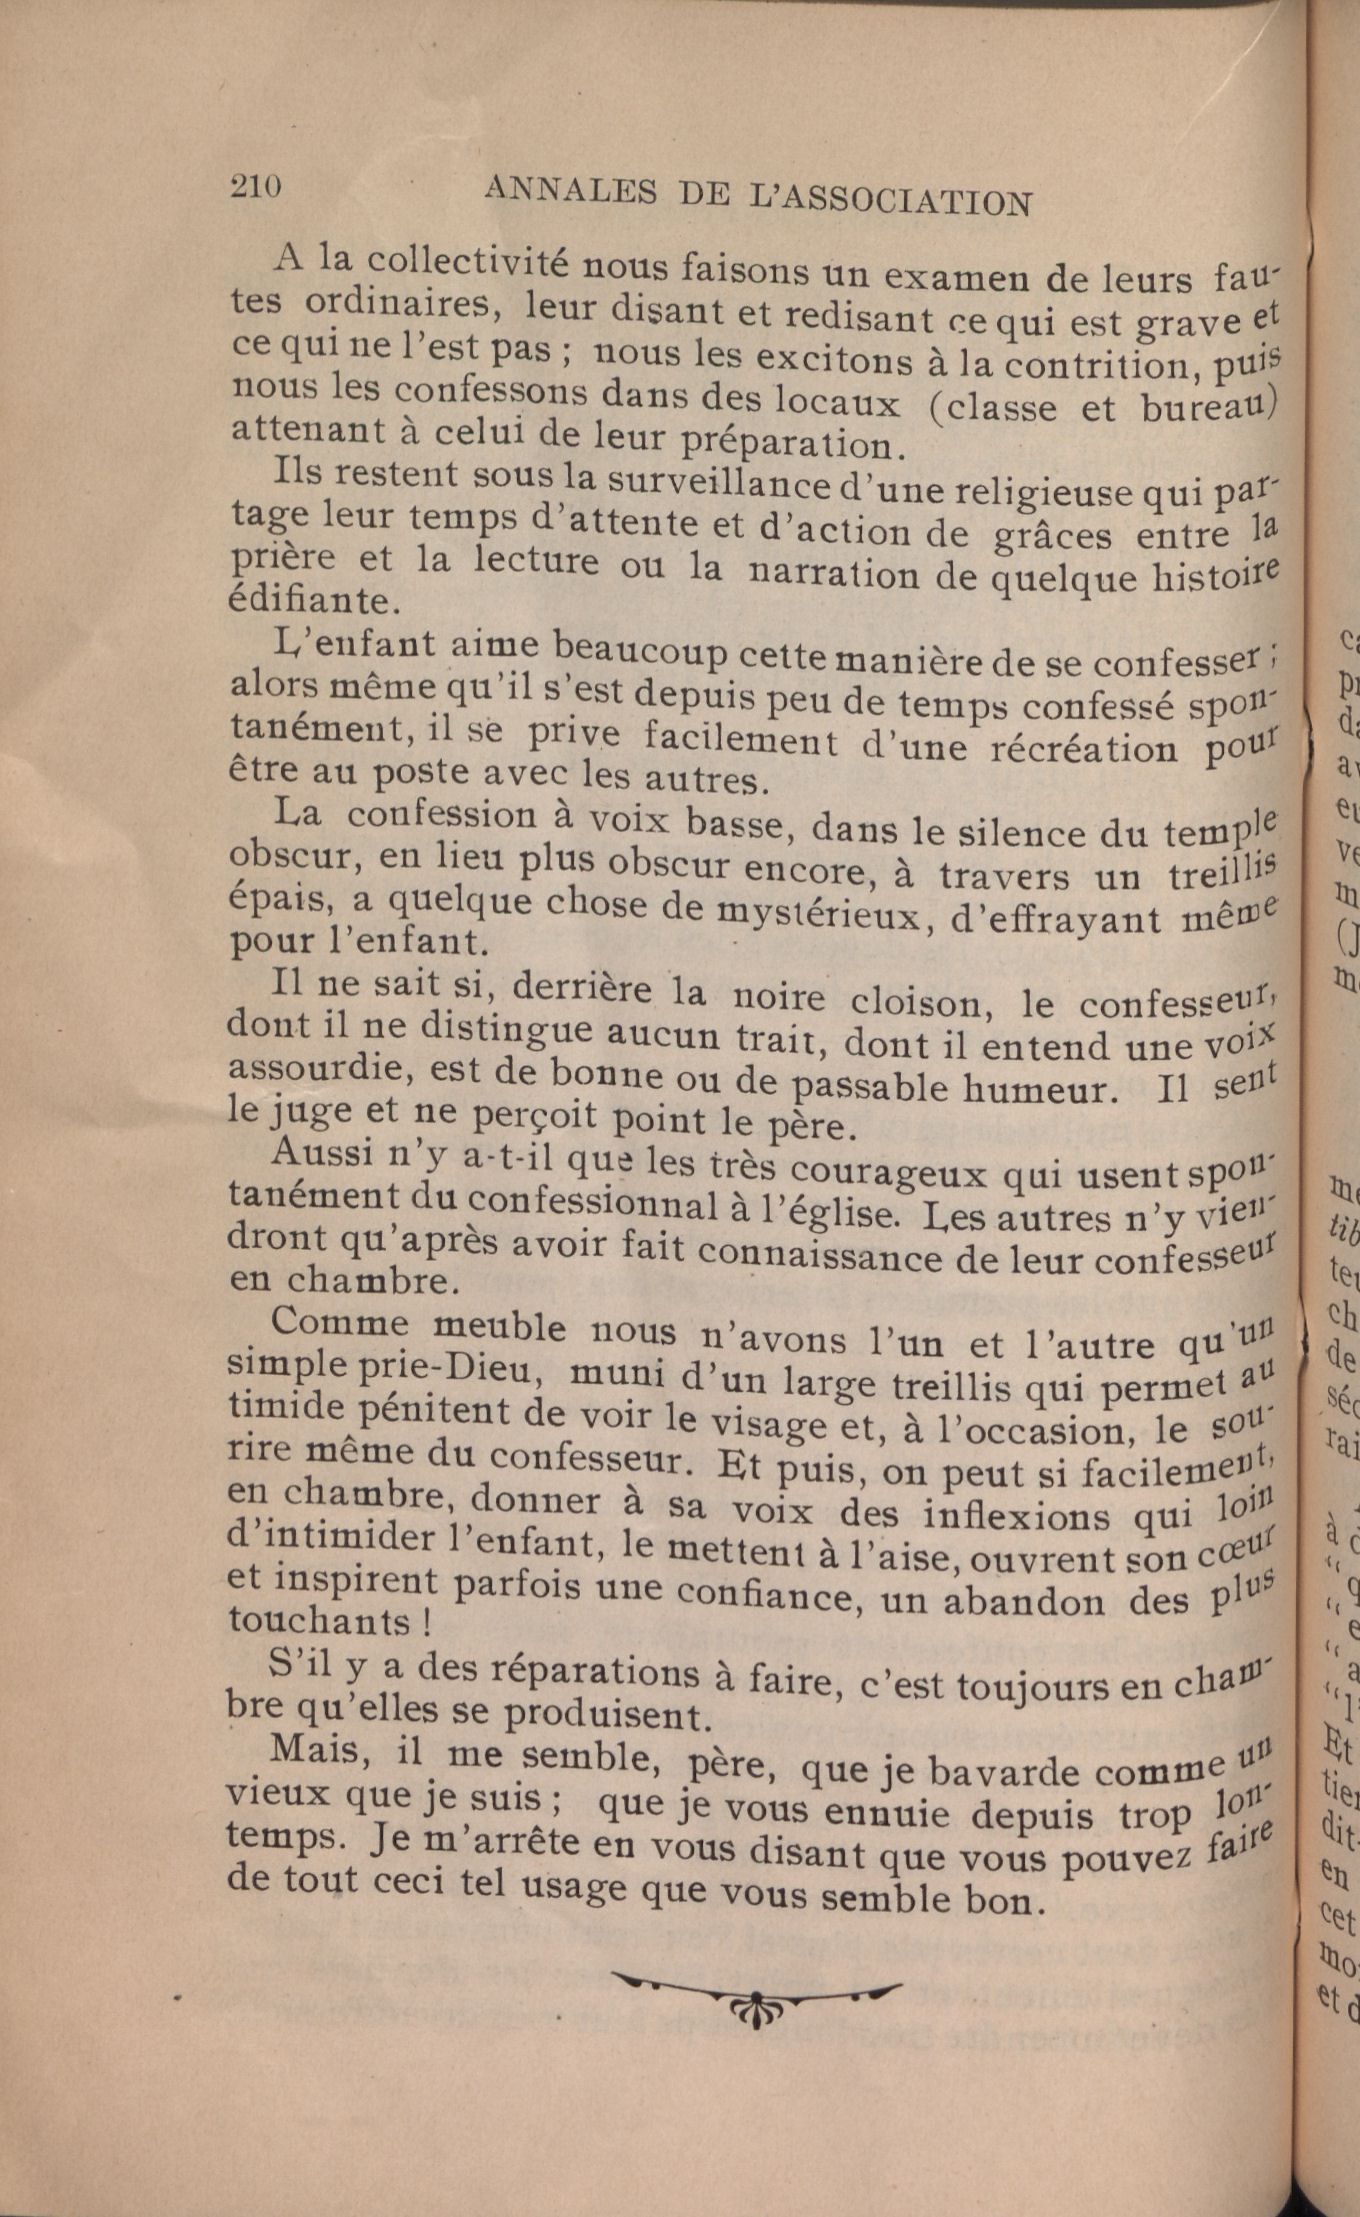 210 ANNALES DE L'ASSOCIATION
A la collectivité nous faisons un examen de leurs fau-
tes ordinaires, leur disant et redisant ce qui est grave et
ce qui ne l'est pas ; nous les excitons à la contrition, puis
nous les confessons dans des locaux (classe et bureau)
attenant à celui de leur préparation.
Ils restent sous la surveillance d'une religieuse qui par-
tage leur temps d'attente et d'action de grâces entre la
prière et la lecture ou la narration de quelque histoire
édifiante.
L'enfant aime beaucoup cette manière de se confesser ;
alors même qu'il s'est depuis peu de temps confessé spon-
tanément, il se prive facilement d'une récréation pour
être au poste avec les autres.
La confession à voix basse, dans le silence du temple
obscur, en lieu plus obscur encore, à travers un treillis
épais, a quelque chose de mystérieux, d'effrayant même
pour l'enfant.
Il ne sait si, derrière la noire cloison, le confesseur,
dont il ne distingue aucun trait, dont il entend une voix
assourdie, est de bonne ou de passable humeur. Il sent
le juge et ne perçoit point le père.
Aussi n'y a-t-il que les très courageux qui usent spon-
tanément du confessionnal à l'église. Les autres n'y vien-
dront qu'après avoir fait connaissance de leur confesseur
en chambre.
Comme meuble nous n'avons l'un et l'autre qu'un
simple prie-Dieu, muni d'un large treillis qui permet au
timide pénitent de voir le visage et, à l'occasion, le sou-
rire même du confesseur. Et puis, on peut si facilement,
en chambre, donner à sa voix des inflexions qui loin
d'intimider l'enfant, le mettent à l'aise, ouvrent son cœur
et inspirent parfois une confiance, un abandon des plus
touchants !
S'il y a des réparations à faire, c'est toujours en cham-
bre qu'elles se produisent.
Mais, il me semble, père, que je bavarde comme un
vieux que je suis ; que je vous ennuie depuis trop lon-
temps. Je m'arrête en vous disant que vous pouvez faire
de tout ceci tel usage que vous semble bon.